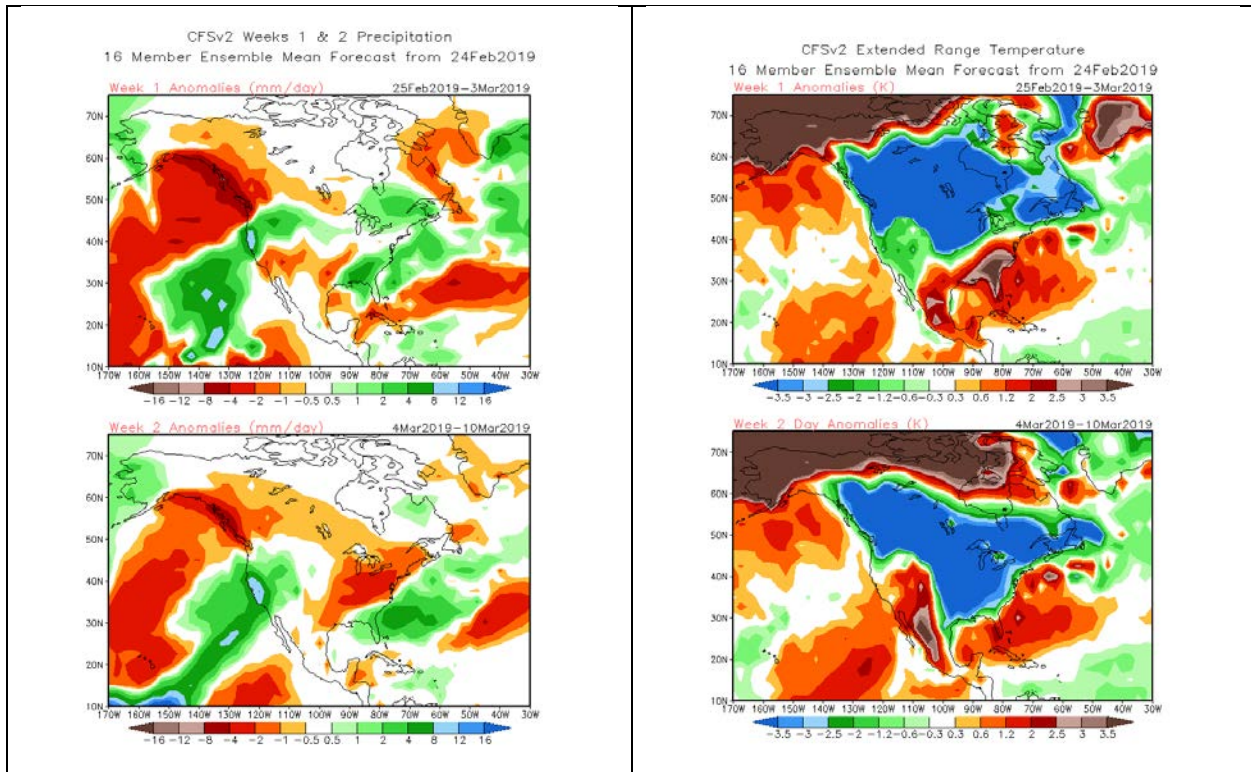 CFSv2 Weeks 1 & 2 Precipitation
16 Member Ensemble Mean Forecast from 24Feb2019
Week 1 Anomalies (mm/day) 25Feb2019-3Mar2019
70N
60N
50N
40N
30N
20N
10N
170W 160W 150W 140W 130W 120W 110W 100W 90W 80W 70W 60W 50W 40W 30W
-16 -12 -8 -4 -2 -1 -0.5 0.5 1 2 4 8 12 16
Week 2 Anomalies (mm/day) 4Mar2019-10Mar2019
70N
60N
50N
40N
30N
20N
10N
170W 160W 150W 140W 130W 120W 110W 100W 90W 80W 70W 60W 50W 40W 30W
-16 -12 -8 -4 -2 -1 -0.5 0.5 1 2 4 8 12 16
CFSv2 Extended Range Temperature
16 Member Ensemble Mean Forecast from 24Feb2019
Week 1 Anomalies (K) 25Feb2019-3Mar2019
70N
60N
50N
40N
30N
20N
10N
170W 160W 150W 140W 130W 120W 110W 100W 90W 80W 70W 60W 50W 40W 30W
-3.5 -3 -2.5 -2 -1.2 -0.6 -0.3 0.3 0.6 1.2 2 2.5 3 3.5
Week 2 Day Anomalies (K) 4Mar2019-10Mar2019
70N
60N
50N
40N
30N
20N
10N
170W 160W 150W 140W 130W 120W 110W 100W 90W 80W 70W 60W 50W 40W 30W
-3.5 -3 -2.5 -2 -1.2 -0.6 -0.3 0.3 0.6 1.2 2 2.5 3 3.5